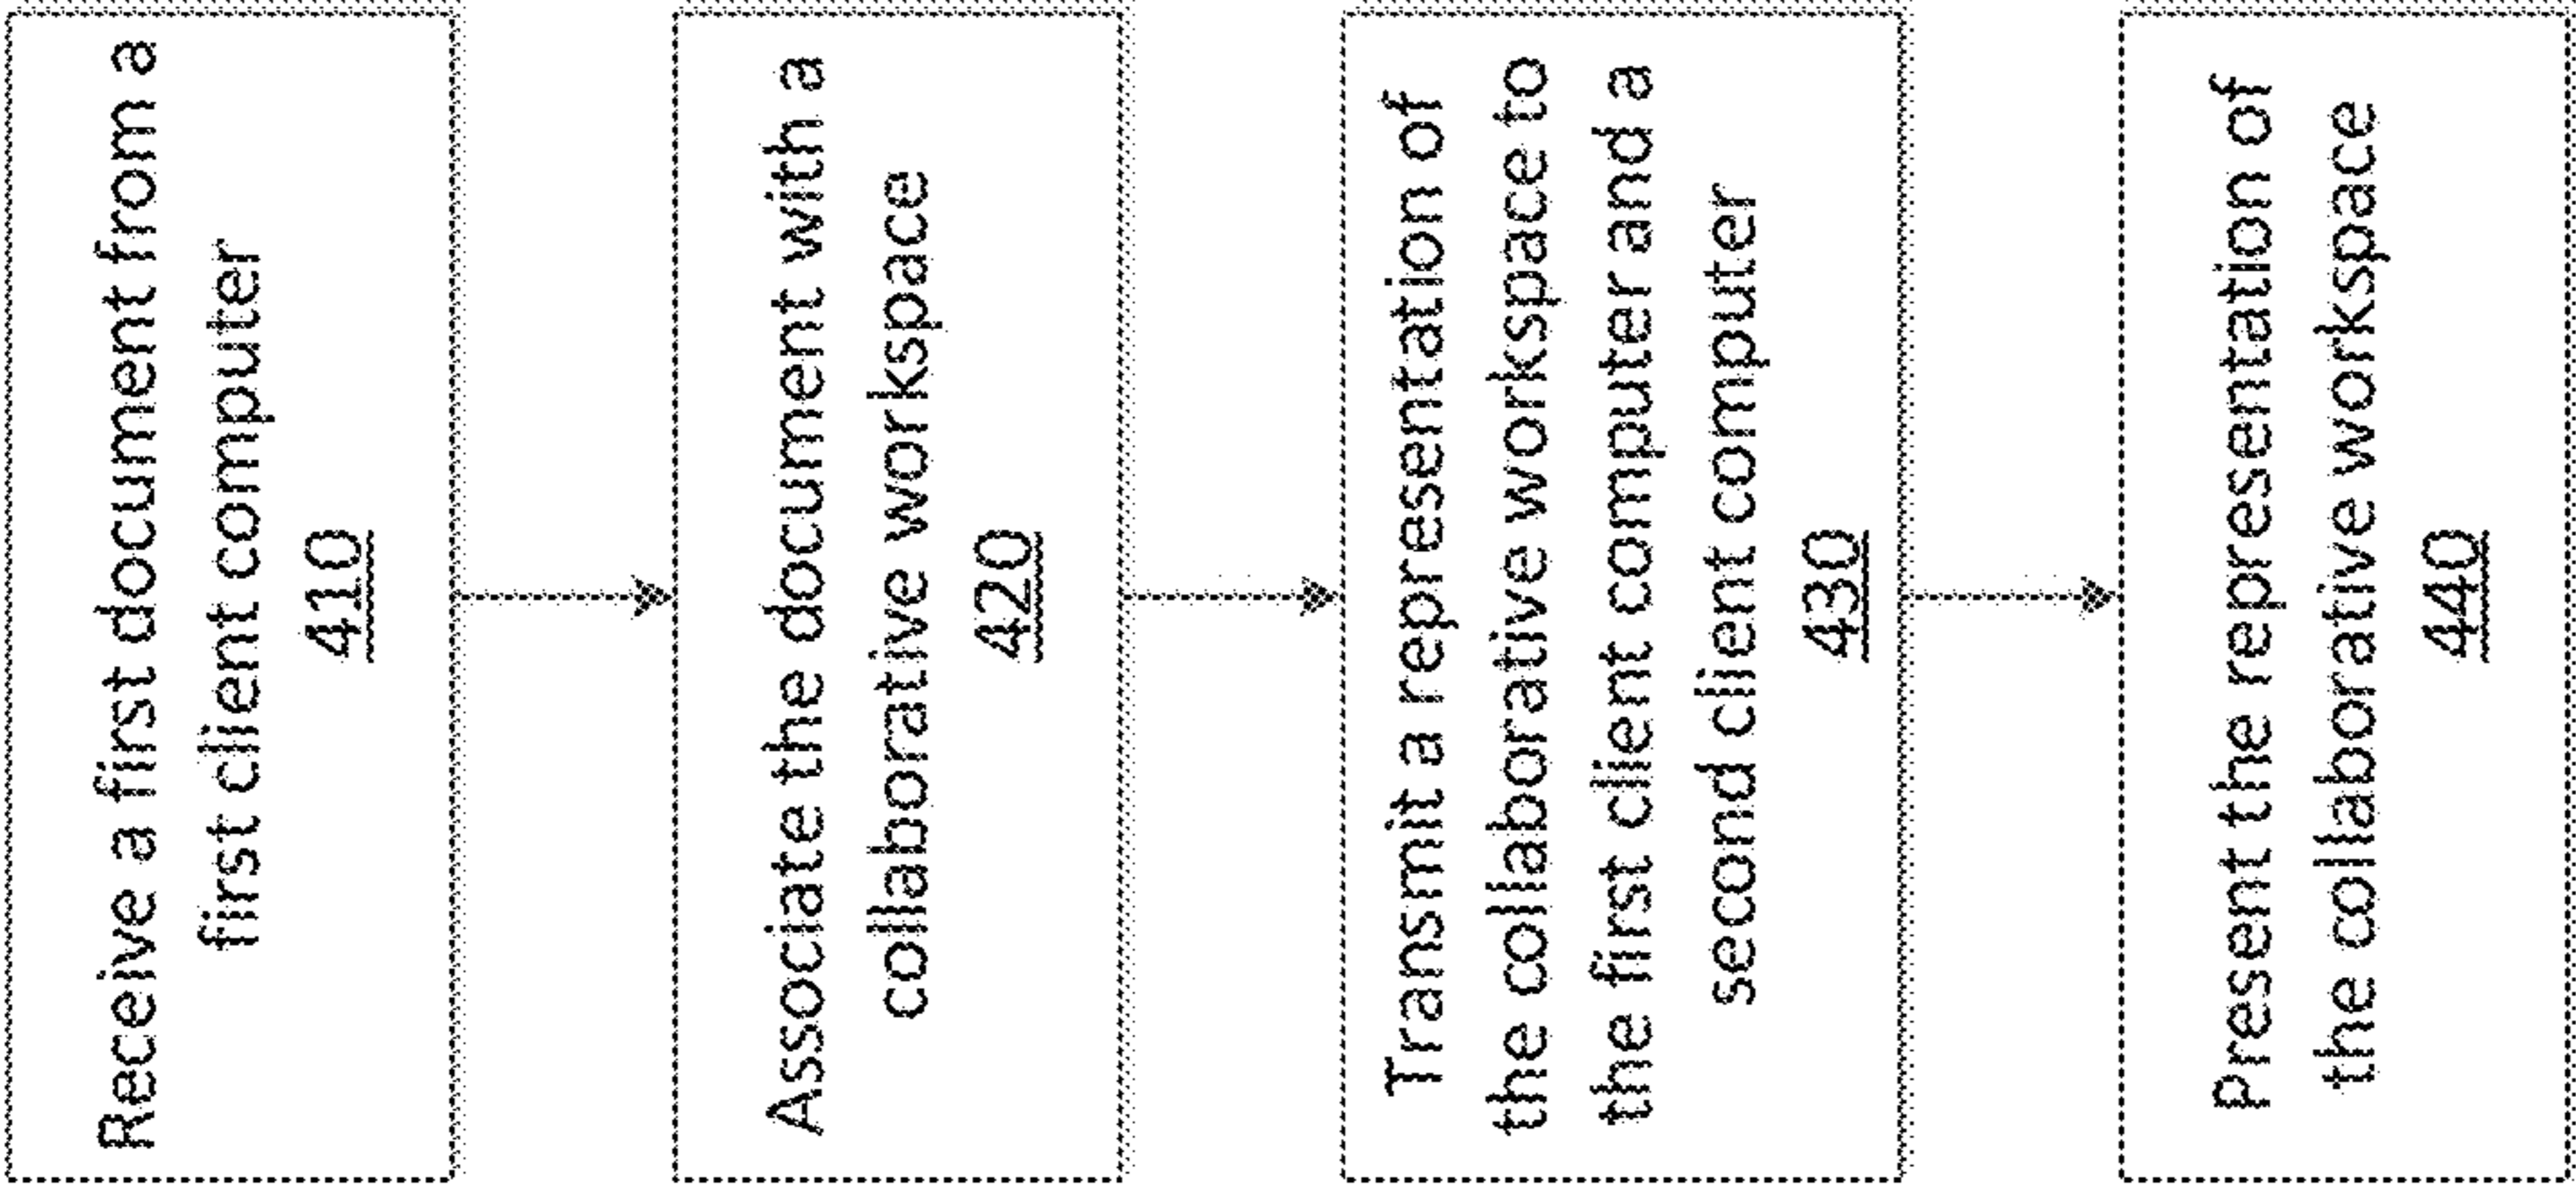 Receive a first document from a
first client computer
410
Associate the document with a
collaborative workspace
420
Transmit a representation of
the collaborative workspace to
the first client computer and a
second client computer
430
Present the representation of
the collaborative workspace
440